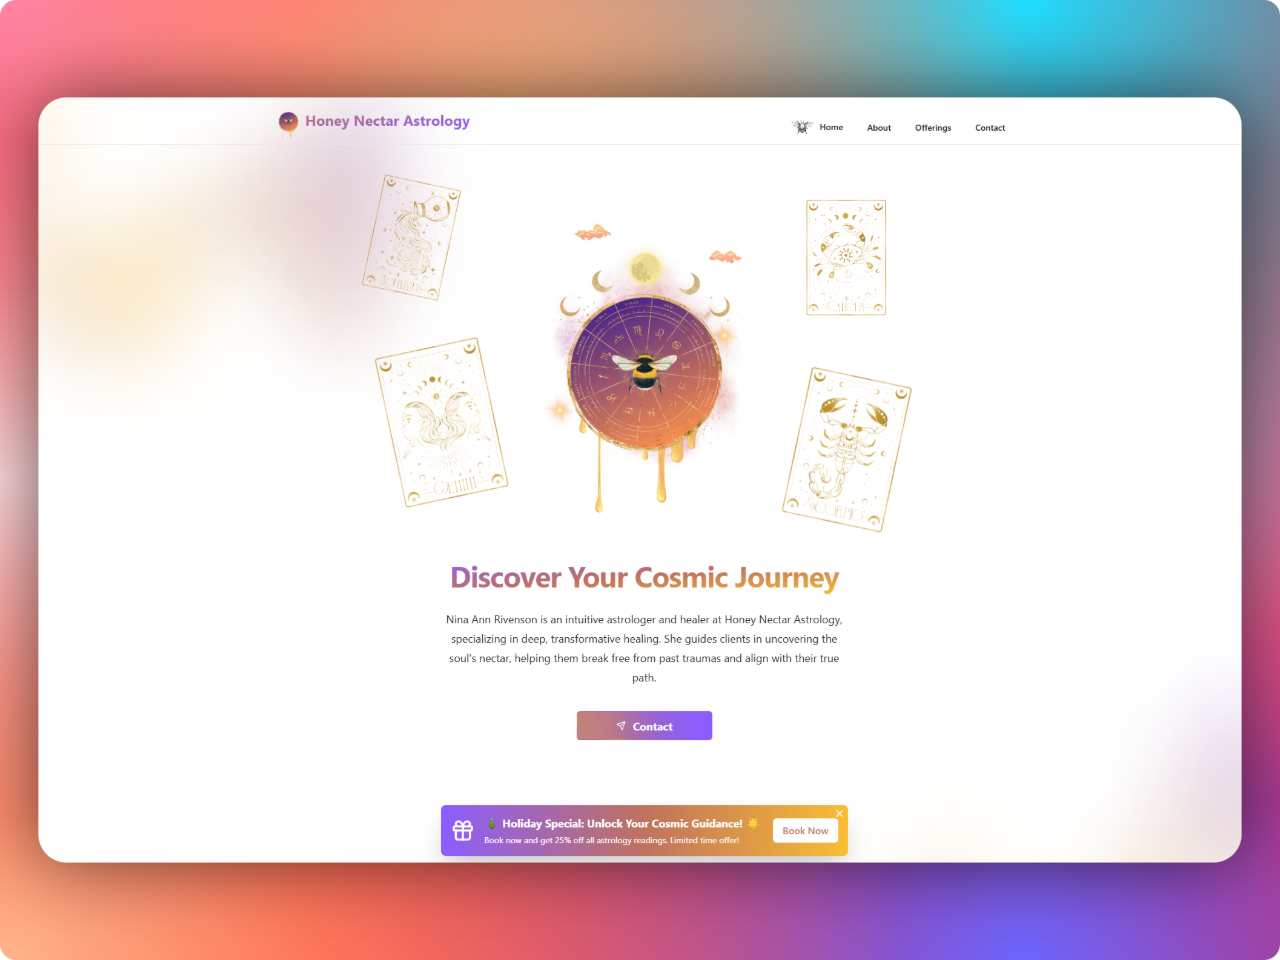 Honey Nectar Astrology
Home About Offerings Contact
CANCER
GEMINI
SCORPIO
Discover Your Cosmic Journey
Nina Ann Rivenson is an intuitive astrologer and healer at Honey Nectar Astrology,
specializing in deep, transformative healing. She guides clients in uncovering the
soul's nectar, helping them break free from past traumas and align with their true
path.
Contact
🎄 Holiday Special: Unlock Your Cosmic Guidance! 🌟
Book now and get 25% off all astrology readings. Limited time offer!
Book Now